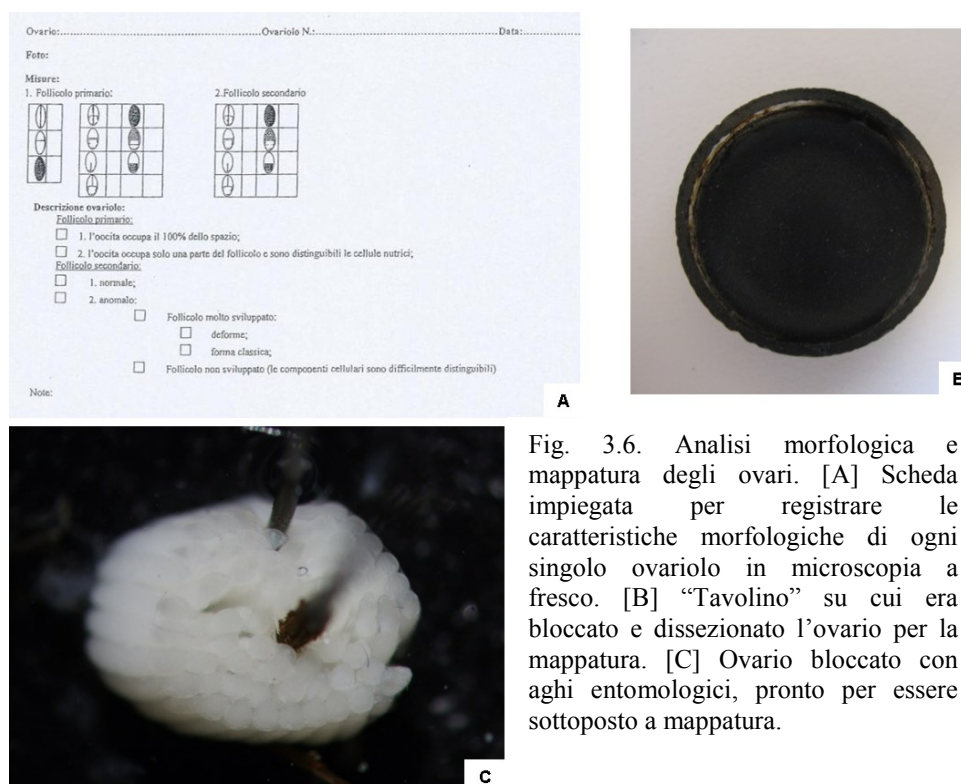 Ovario:..........................................................Ovariolo N.:..............................................Data:......................
Foto:
Misure:
1. Follicolo primario:
2.Follicolo secondario
Descrizione ovariolo:
Follicolo primario:
1. l'oocita occupa il 100% dello spazio;
2. l'oocita occupa solo una parte del follicolo e sono distinguibili le cellule nutrici;
Follicolo secondario:
1. normale;
2. anomalo:
Follicolo molto sviluppato:
deforme;
forma classica;
Follicolo non sviluppato (le componenti cellulari sono difficilmente distinguibili)
Note:
A
B
C
Fig. 3.6. Analisi morfologica e
mappatura degli ovari. [A] Scheda
impiegata per registrare le
caratteristiche morfologiche di ogni
singolo ovariolo in microscopia a
fresco. [B] “Tavolino” su cui era
bloccato e dissezionato l’ovario per la
mappatura. [C] Ovario bloccato con
aghi entomologici, pronto per essere
sottoposto a mappatura.